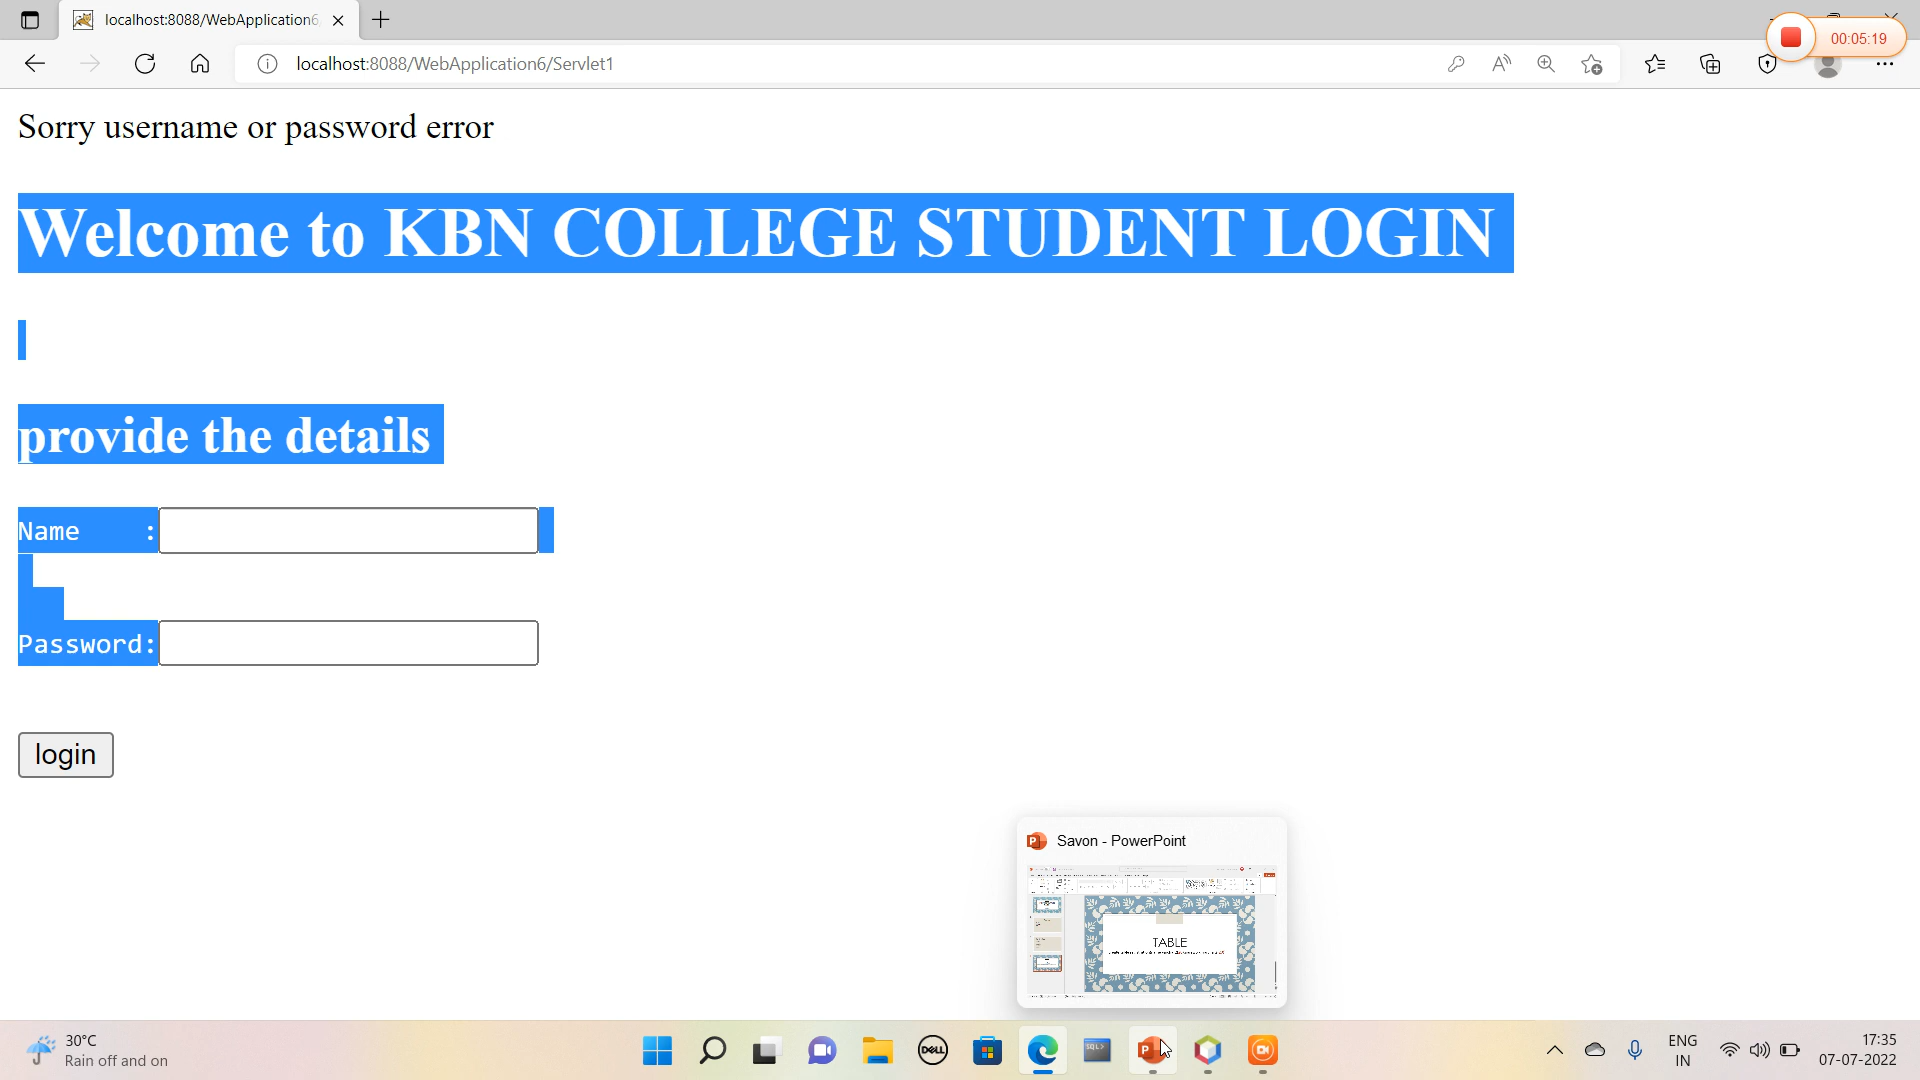 localhost:8088/WebApplication6
00:05:19
localhost:8088/WebApplication6/Servlet1
Sorry username or password error
Welcome to KBN COLLEGE STUDENT LOGIN
provide the details
Name :
Password:
login
Savon - PowerPoint
TABLE
30°C
Rain off and on
DELL
SQL>
ENG
IN
17:35
07-07-2022